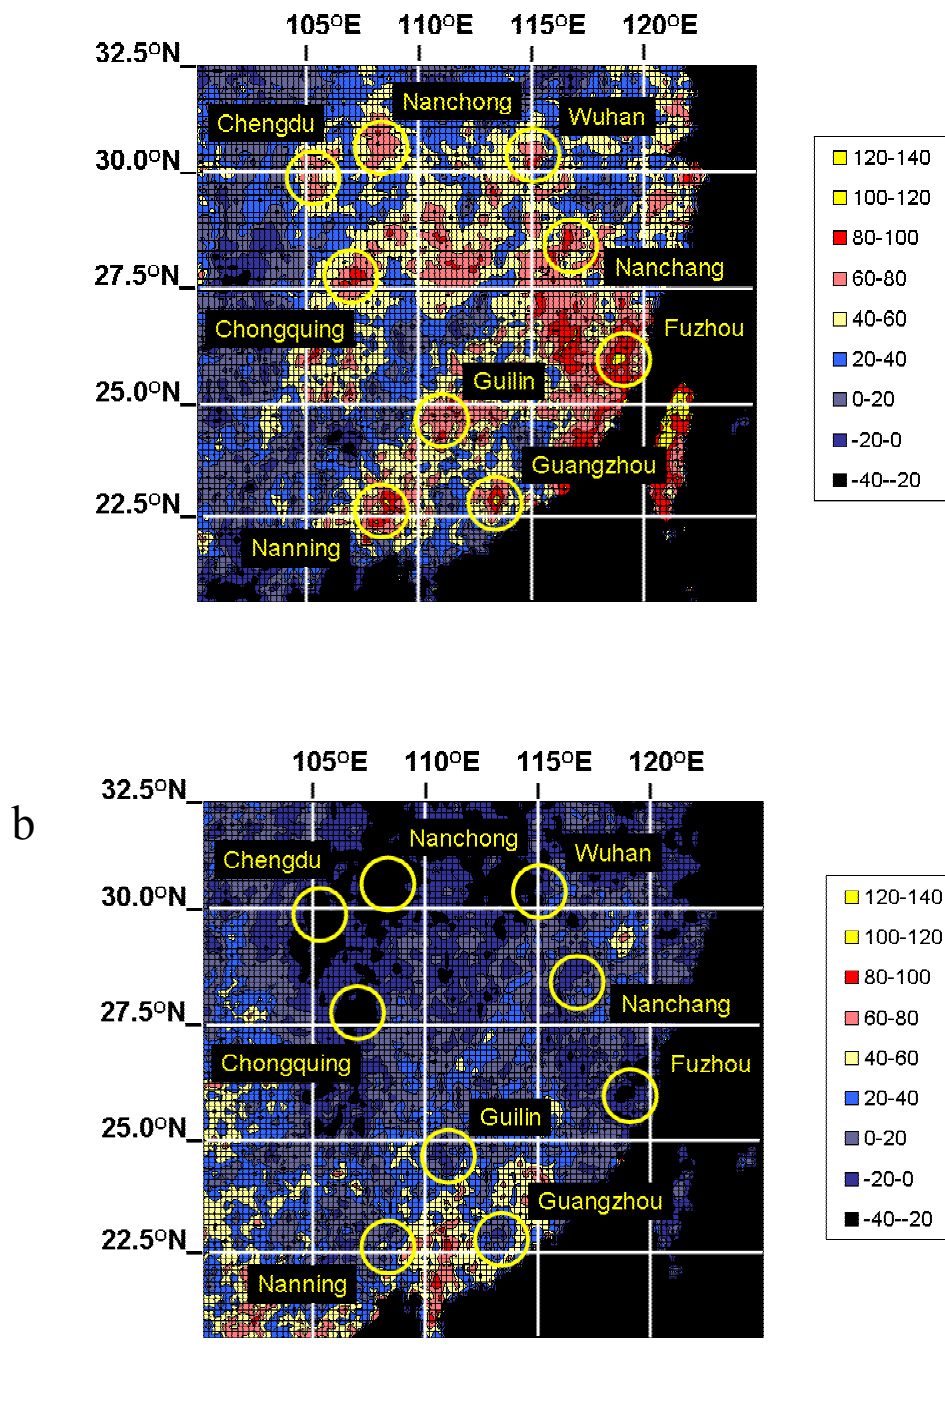 105°E 110°E 115°E 120°E
32.5°N
Nanchong
Chengdu
Wuhan
30.0°N
27.5°N
Nanchang
Chongquing
Fuzhou
Guilin
25.0°N
Guangzhou
22.5°N
Nanning
120-140
100-120
80-100
60-80
40-60
20-40
0-20
-20-0
-40--20
b
105°E 110°E 115°E 120°E
32.5°N
Nanchong
Chengdu
Wuhan
30.0°N
27.5°N
Nanchang
Chongquing
Fuzhou
Guilin
25.0°N
Guangzhou
22.5°N
Nanning
120-140
100-120
80-100
60-80
40-60
20-40
0-20
-20-0
-40--20